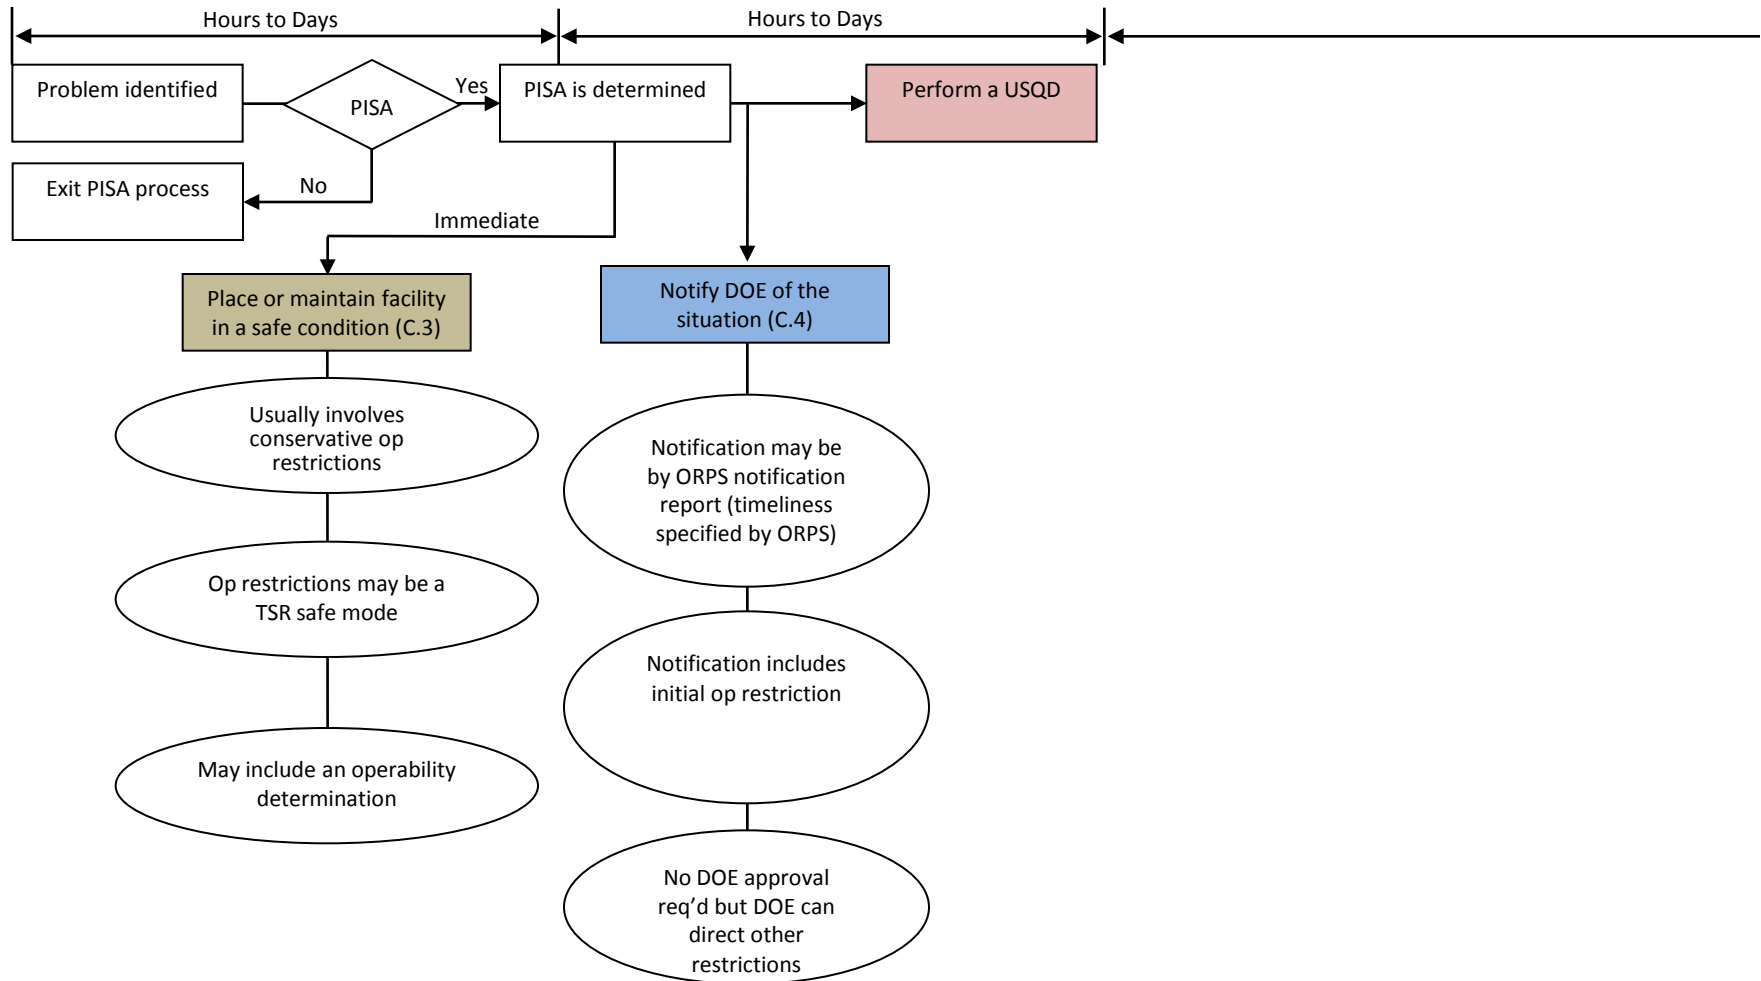 Hours to Days
Hours to Days
Problem identified
PISA
Yes
PISA is determined
Perform a USQD
Exit PISA process
No
Immediate
Place or maintain facility
in a safe condition (C.3)
Notify DOE of the
situation (C.4)
Usually involves
conservative op
restrictions
Op restrictions may be a
TSR safe mode
May include an operability
determination
Notification may be
by ORPS notification
report (timeliness
specified by ORPS)
Notification includes
initial op restriction
No DOE approval
req’d but DOE can
direct other
restrictions